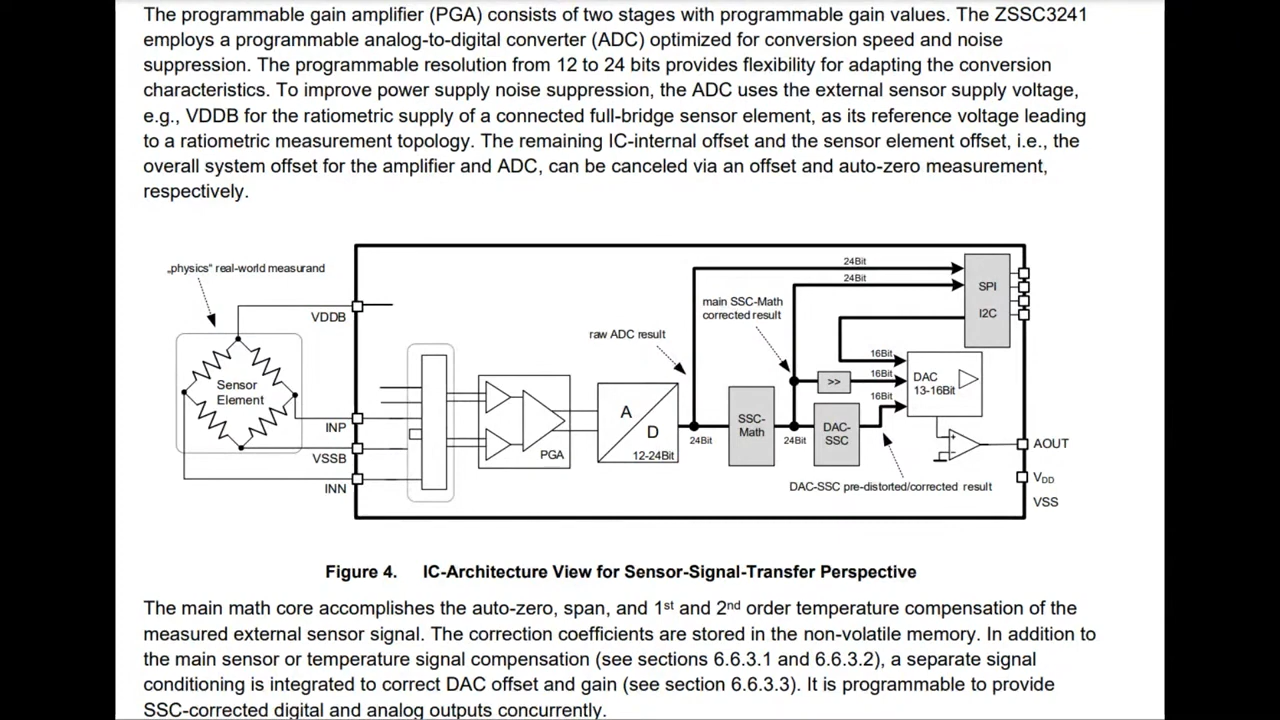 The programmable gain amplifier (PGA) consists of two stages with programmable gain values. The ZSSC3241
employs a programmable analog-to-digital converter (ADC) optimized for conversion speed and noise
suppression. The programmable resolution from 12 to 24 bits provides flexibility for adapting the conversion
characteristics. To improve power supply noise suppression, the ADC uses the external sensor supply voltage,
e.g., VDDB for the ratiometric supply of a connected full-bridge sensor element, as its reference voltage leading
to a ratiometric measurement topology. The remaining IC-internal offset and the sensor element offset, i.e., the
overall system offset for the amplifier and ADC, can be canceled via an offset and auto-zero measurement,
respectively.
„physics“ real-world measurand
VDDB
Sensor
Element
INP
VSSB
INN
PGA
A
D
12-24Bit
raw ADC result
24Bit
SSC-
Math
main SSC-Math
corrected result
24Bit
24Bit
24Bit
>>
DAC-
SSC
16Bit
16Bit
16Bit
DAC
13-16Bit
SPI
I2C
DAC-SSC pre-distorted/corrected result
AOUT
VDD
VSS
Figure 4. IC-Architecture View for Sensor-Signal-Transfer Perspective
The main math core accomplishes the auto-zero, span, and 1st and 2nd order temperature compensation of the
measured external sensor signal. The correction coefficients are stored in the non-volatile memory. In addition to
the main sensor or temperature signal compensation (see sections 6.6.3.1 and 6.6.3.2), a separate signal
conditioning is integrated to correct DAC offset and gain (see section 6.6.3.3). It is programmable to provide
SSC-corrected digital and analog outputs concurrently.